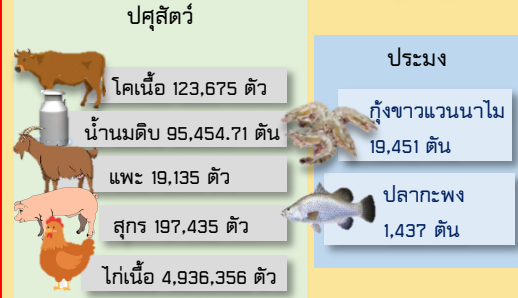 ปศุสัตว์
โคเนื้อ 123,675 ตัว
น้ำนมดิบ 95,454.71 ตัน
แพะ 19,135 ตัว
สุกร 197,435 ตัว
ไก่เนื้อ 4,936,356 ตัว
ประมง
กุ้งขาวแวนนาไม
19,451 ตัน
ปลากะพง
1,437 ตัน